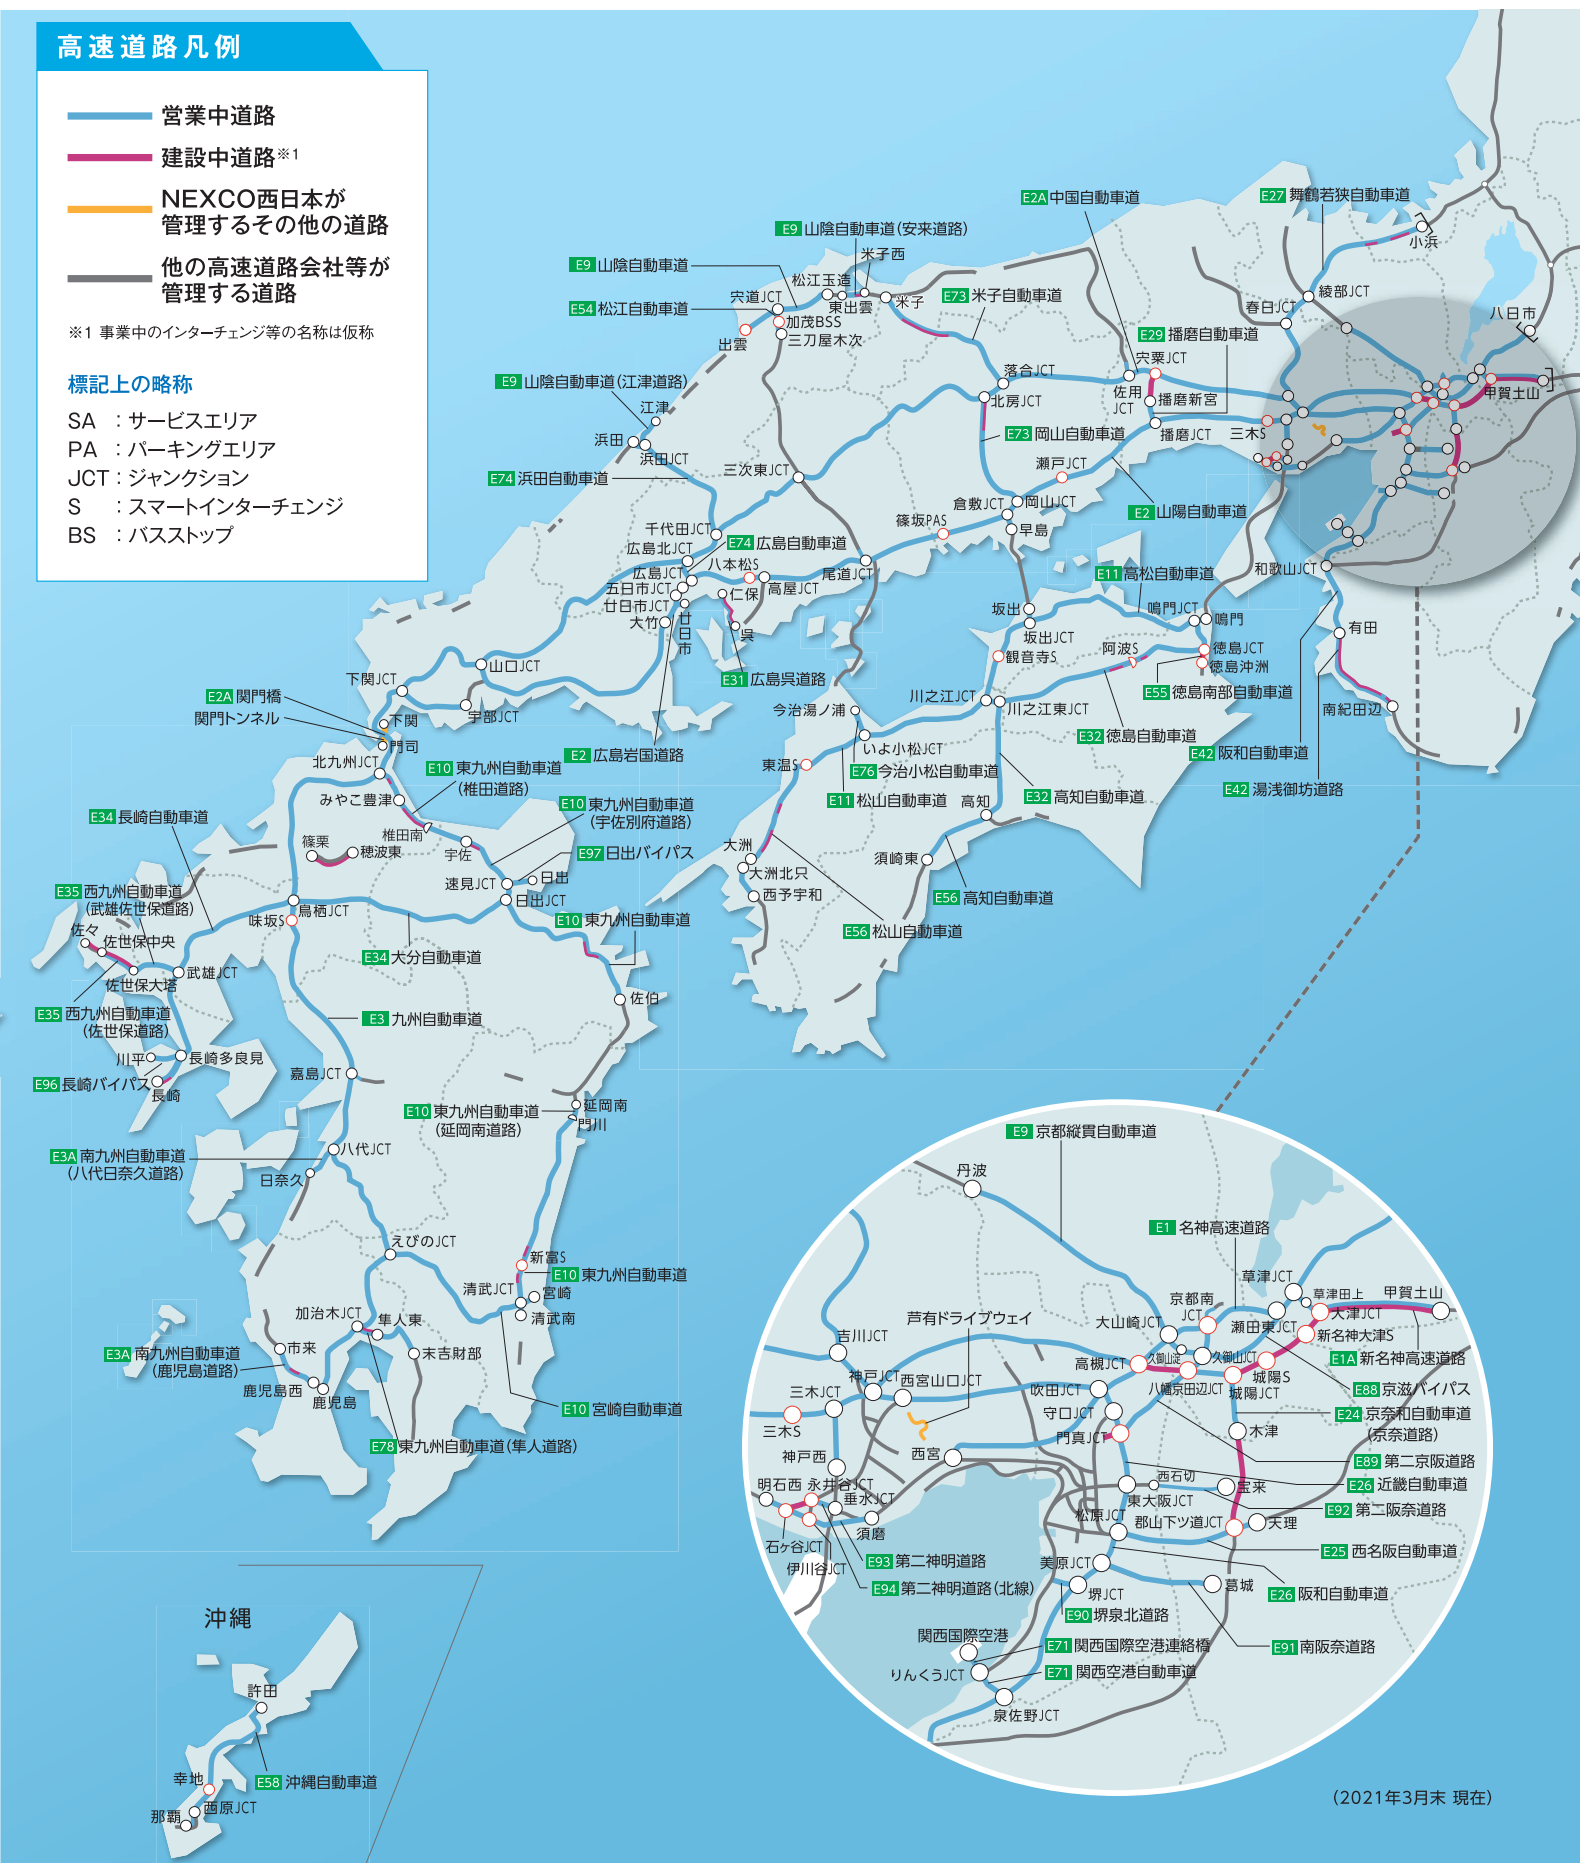 高速道路凡例
営業中道路
建設中道路※1
NEXCO西日本が
管理するその他の道路
他の高速道路会社等が
管理する道路
※1 事業中のインターチェンジ等の名称は仮称
標記上の略称
SA ：サービスエリア
PA ：パーキングエリア
JCT：ジャンクション
S ：スマートインターチェンジ
BS ：バスストップ
E2A 中国自動車道
E27 舞鶴若狭自動車道
E9 山陰自動車道(安来道路)
米子西
小浜
E9 山陰自動車道
松江玉造
宍道JCT
東出雲
米子
E73 米子自動車道
綾部JCT
春日JCT
八日市
E54 松江自動車道
加茂BSS
出雲
三刀屋木次
E29 播磨自動車道
宍粟JCT
落合JCT
佐用
JCT
播磨新宮
北房JCT
甲賀土山
E9 山陰自動車道(江津道路)
江津
浜田
浜田JCT
E73 岡山自動車道
播磨JCT
三木S
E74 浜田自動車道
三次東JCT
瀬戸JCT
倉敷JCT
岡山JCT
E2 山陽自動車道
篠坂PAS
早島
千代田JCT
広島北JCT
E74 広島自動車道
広島JCT
八本松S
五日市JCT
仁保
高屋JCT
尾道JCT
廿日市JCT
大竹
廿日市
呉
E31 広島呉道路
E11 高松自動車道
和歌山JCT
坂出
坂出JCT
鳴門JCT
鳴門
有田
観音寺S
阿波S
徳島JCT
徳島沖洲
E55 徳島南部自動車道
南紀田辺
山口JCT
下関JCT
宇部JCT
E2A 関門橋
関門トンネル
下関
門司
今治湯ノ浦
川之江JCT
川之江東JCT
いよ小松JCT
E32 徳島自動車道
E42 阪和自動車道
E2 広島岩国道路
東温S
E76 今治小松自動車道
E42 湯浅御坊道路
北九州JCT
E10 東九州自動車道
(椎田道路)
E11 松山自動車道
高知
E32 高知自動車道
みやこ豊津
E10 東九州自動車道
(宇佐別府道路)
E34 長崎自動車道
篠栗
穂波東
椎田南
宇佐
大洲
大洲北只
西予宇和
須崎東
E97 日出バイパス
速見JCT
日出
日出JCT
E56 高知自動車道
E56 松山自動車道
E35 西九州自動車道
(武雄佐世保道路)
鳥栖JCT
味坂S
E10 東九州自動車道
佐々
佐世保中央
佐世保大塔
武雄JCT
E34 大分自動車道
佐伯
E35 西九州自動車道
(佐世保道路)
E3 九州自動車道
川平
長崎多良見
E96 長崎バイパス
長崎
嘉島JCT
E10 東九州自動車道
(延岡南道路)
延岡南
門川
E3A 南九州自動車道
(八代日奈久道路)
八代JCT
日奈久
えびのJCT
新富S
E10 東九州自動車道
清武JCT
宮崎
清武南
加治木JCT
隼人東
市来
E3A 南九州自動車道
(鹿児島道路)
末吉財部
鹿児島西
鹿児島
E10 宮崎自動車道
E78 東九州自動車道(隼人道路)
沖縄
許田
幸地
西原JCT
那覇
E58 沖縄自動車道
E9 京都縦貫自動車道
丹波
E1 名神高速道路
草津JCT
草津田上
甲賀土山
京都南
JCT
大津JCT
大山崎JCT
瀬田東JCT
新名神大津S
芦有ドライブウェイ
吉川JCT
久御山淀
久御山JCT
高槻JCT
城陽S
E1A 新名神高速道路
神戸JCT
西宮山口JCT
吹田JCT
八幡京田辺JCT
城陽JCT
E88 京滋バイパス
三木JCT
守口JCT
E24 京奈和自動車道
(京奈道路)
三木S
門真JCT
木津
神戸西
西宮
E89 第二京阪道路
明石西
永井谷JCT
西石切
E26 近畿自動車道
垂水JCT
東大阪JCT
宝来
E92 第二阪奈道路
松原JCT
郡山下ツ道JCT
天理
石ヶ谷JCT
須磨
伊川谷JCT
E93 第二神明道路
E25 西名阪自動車道
美原JCT
E94 第二神明道路(北線)
堺JCT
葛城
E26 阪和自動車道
E90 堺泉北道路
関西国際空港
E71 関西国際空港連絡橋
E91 南阪奈道路
りんくうJCT
E71 関西空港自動車道
泉佐野JCT
(2021年3月末 現在)